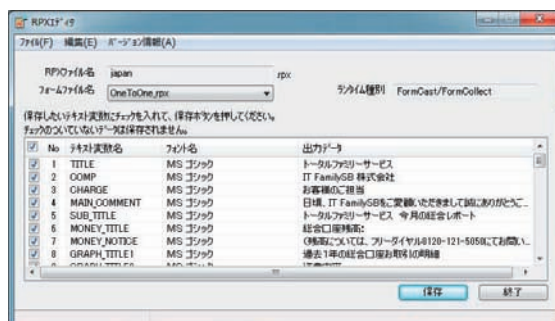 RPXエディタ
ファイル(F) 編集(E) バージョン情報(A)
RPXファイル名 japan rpx
フォームファイル名 OneToOne.rpx ランタイム種別 FormCast/FormCollect
保存したいテキスト変数にチェックを入れて、保存ボタンを押してください。
チェックのついていないデータは保存されません。
No テキスト変数名 フォント名 出力データ
1 TITLE MS ゴシック トータルファミリーサービス
2 COMP MS ゴシック IT FamilySB 株式会社
3 CHARGE MS ゴシック お客様のご担当
4 MAIN_COMMENT MS ゴシック 日頃、IT FamilySBをご愛顧いただきまして誠にありがとうご...
5 SUB_TITLE MS ゴシック トータルファミリーサービス 今月の総合レポート
6 MONEY_TITLE MS ゴシック 総合口座残高:
7 MONEY_NOTICE MS ゴシック (残高については、フリーダイヤル0120-121-5050にてお問い...
8 GRAPH_TITLE1 MS ゴシック 過去1年の総合口座お取引の明細
保存 終了